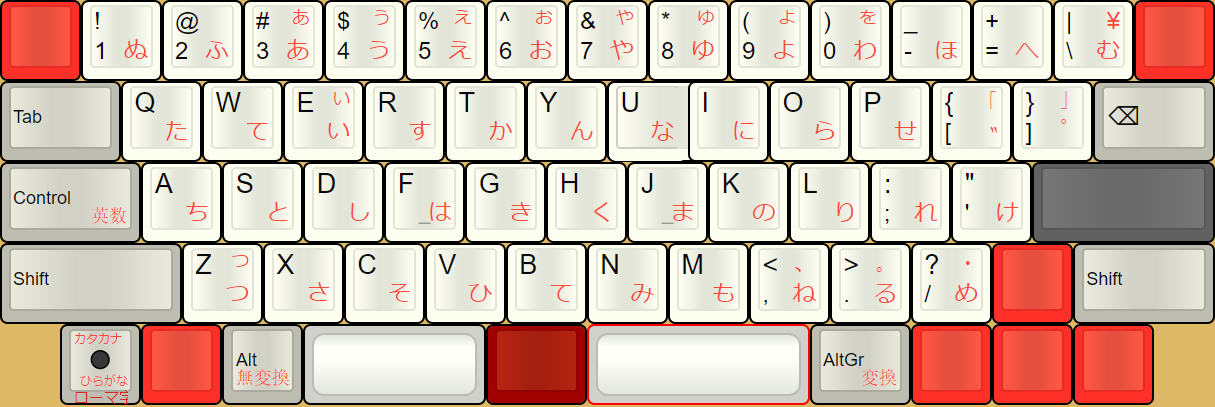 ! 1 ぬ
@ 2 ふ
# あ 3 あ
$ う 4 う
% え 5 え
^ お 6 お
& や 7 や
* ゆ 8 ゆ
( よ 9 よ
) を 0 わ
_ - ほ
+ = へ
| ¥ \ む
Tab
Q た
W て
E い い
R す
T か
Y ん
U な
I に
O ら
P せ
{ 「 [ 〝
} 」 ] °
⌫
Control 英数
A ち
S と
D し
F _は
G き
H く
J _ま
K の
L り
: ; れ
" ' け
Shift
Z っ つ
X さ
C そ
V ひ
B て
N み
M も
< 、 , ね
> 。 . る
? ・ / め
Shift
カタカナ
ひらがな
ローマ字
Alt
無変換
AltGr
変換